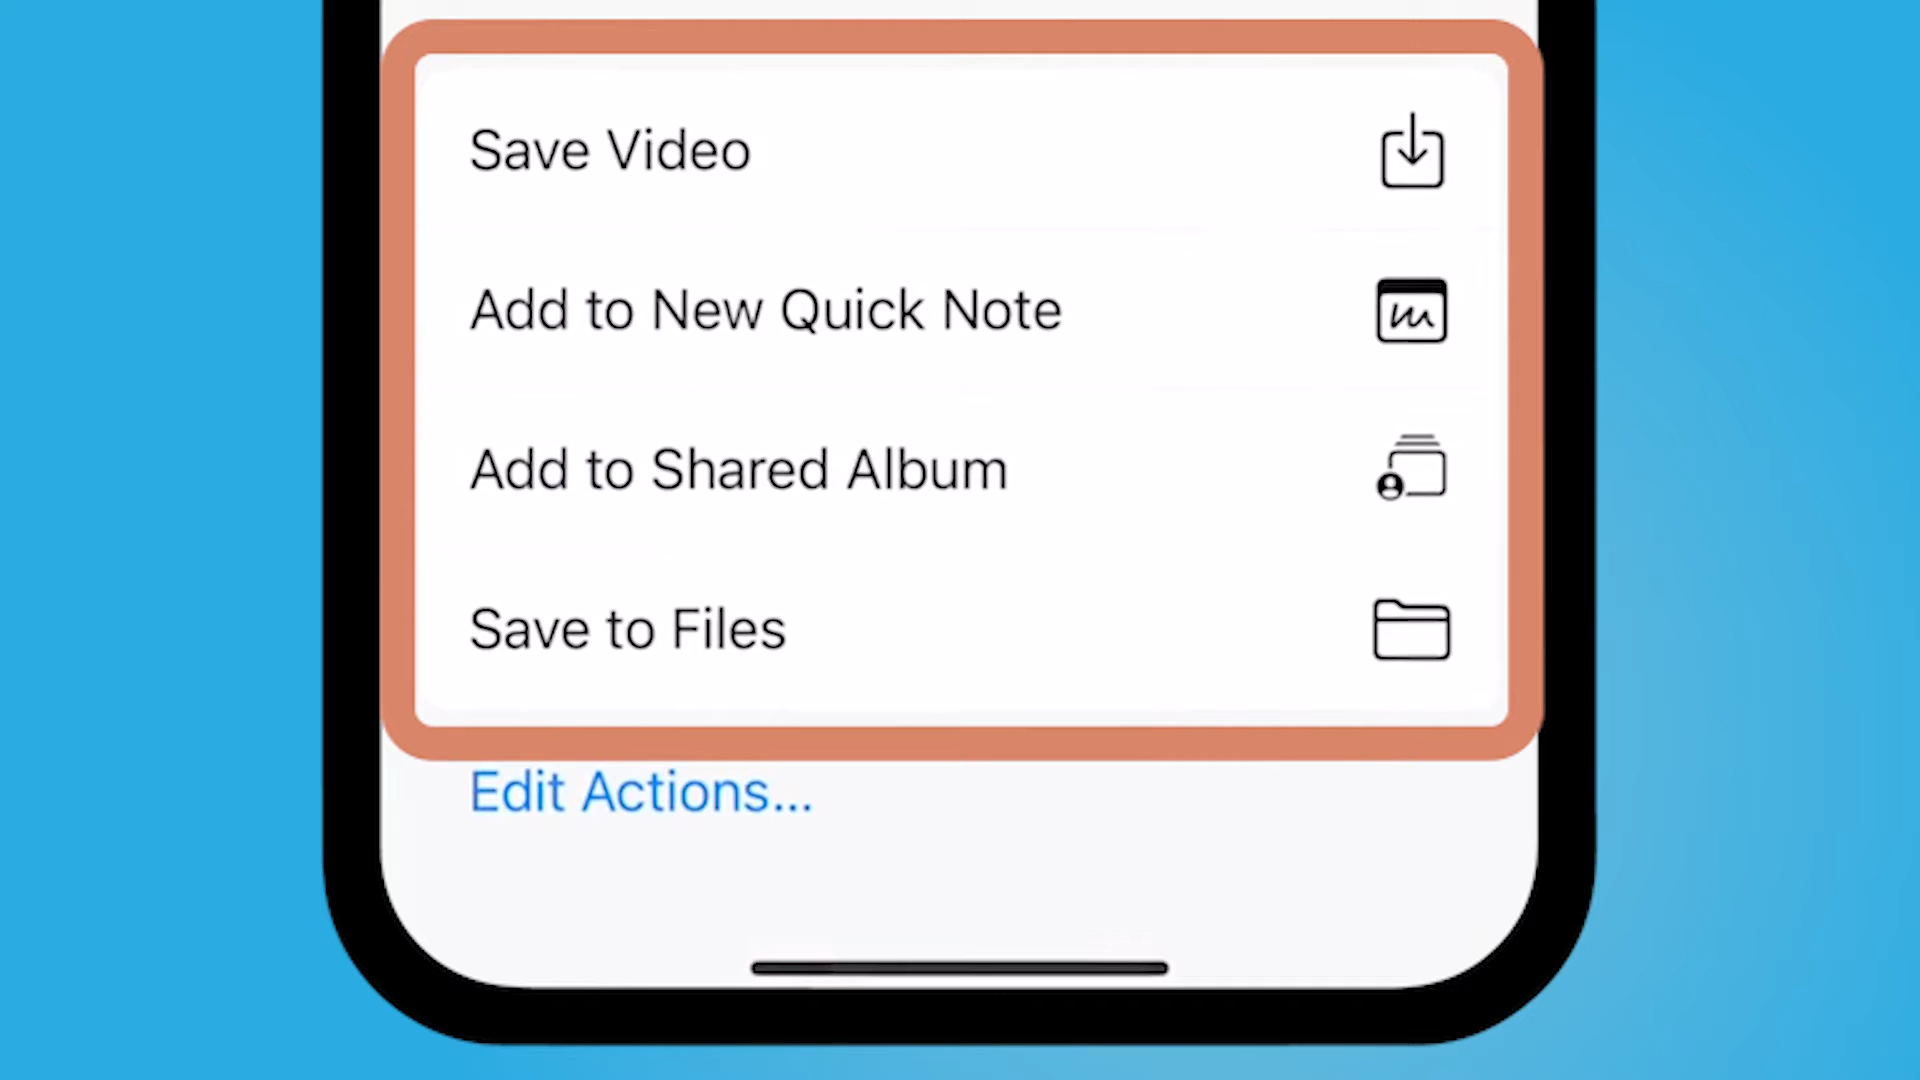 Save Video
Add to New Quick Note
Add to Shared Album
Save to Files
Edit Actions...